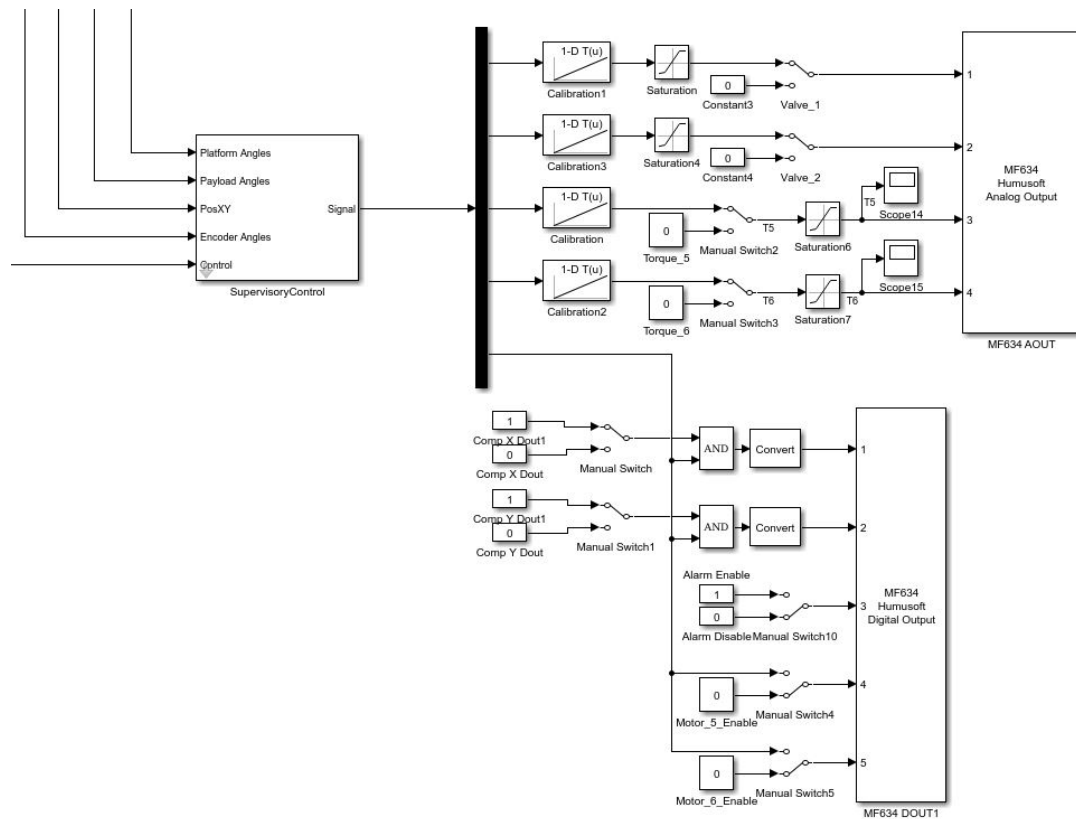 Platform Angles
Payload Angles
PosXY
Encoder Angles
Control
Signal
SupervisoryControl
1-D T(u)
Calibration1
Saturation
0
Constant3
Valve_1
1
1-D T(u)
Calibration3
Saturation4
0
Constant4
Valve_2
2
1-D T(u)
Calibration
0
Torque_5
Manual Switch2
T5
Saturation6
T5
Scope14
3
1-D T(u)
Calibration2
0
Torque_6
Manual Switch3
T6
Saturation7
T6
Scope15
4
MF634
Humusoft
Analog Output
MF634 AOUT
1
Comp X Dout1
0
Comp X Dout
Manual Switch
AND
Convert
1
1
Comp Y Dout1
0
Comp Y Dout
Manual Switch1
AND
Convert
2
Alarm Enable
1
0
Alarm Disable
Manual Switch10
3
0
Motor_5_Enable
Manual Switch4
4
0
Motor_6_Enable
Manual Switch5
5
MF634
Humusoft
Digital Output
MF634 DOUT1